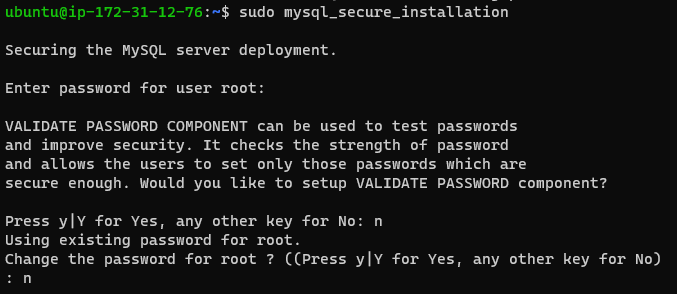 ubuntu@ip-172-31-12-76:~$ sudo mysql_secure_installation
Securing the MySQL server deployment.
Enter password for user root:
VALIDATE PASSWORD COMPONENT can be used to test passwords
and improve security. It checks the strength of password
and allows the users to set only those passwords which are
secure enough. Would you like to setup VALIDATE PASSWORD component?
Press y|Y for Yes, any other key for No: n
Using existing password for root.
Change the password for root ? ((Press y|Y for Yes, any other key for No)
: n